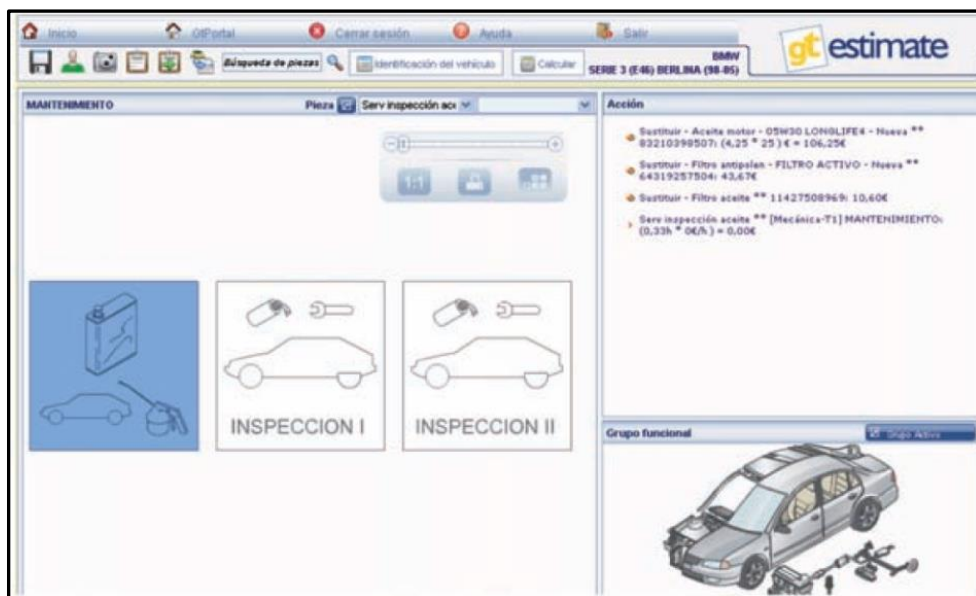 Inicio GtPortal Cerrar sesión Ayuda Salir
Búsqueda de piezas Identificación del vehículo Calcular
BMW
SERIE 3 (E46) BERLINA (98-05)
gt estimate
MANTENIMIENTO Pieza Serv inspección ace
Acción
Sustituir - Aceite motor - 05W30 LONGLIFE4 - Nueva **
83210398507: (4,25 * 25 )€ = 106,25€
Sustituir - Filtro antipolen - FILTRO ACTIVO - Nueva **
64319257504: 43,67€
Sustituir - Filtro aceite ** 11427508969: 10,60€
Serv inspección aceite ** [Mecánica-T1] MANTENIMIENTO:
(0,33h * 0€/h ) = 0,00€
1:1
INSPECCION I
INSPECCION II
Grupo funcional Grupo Activo